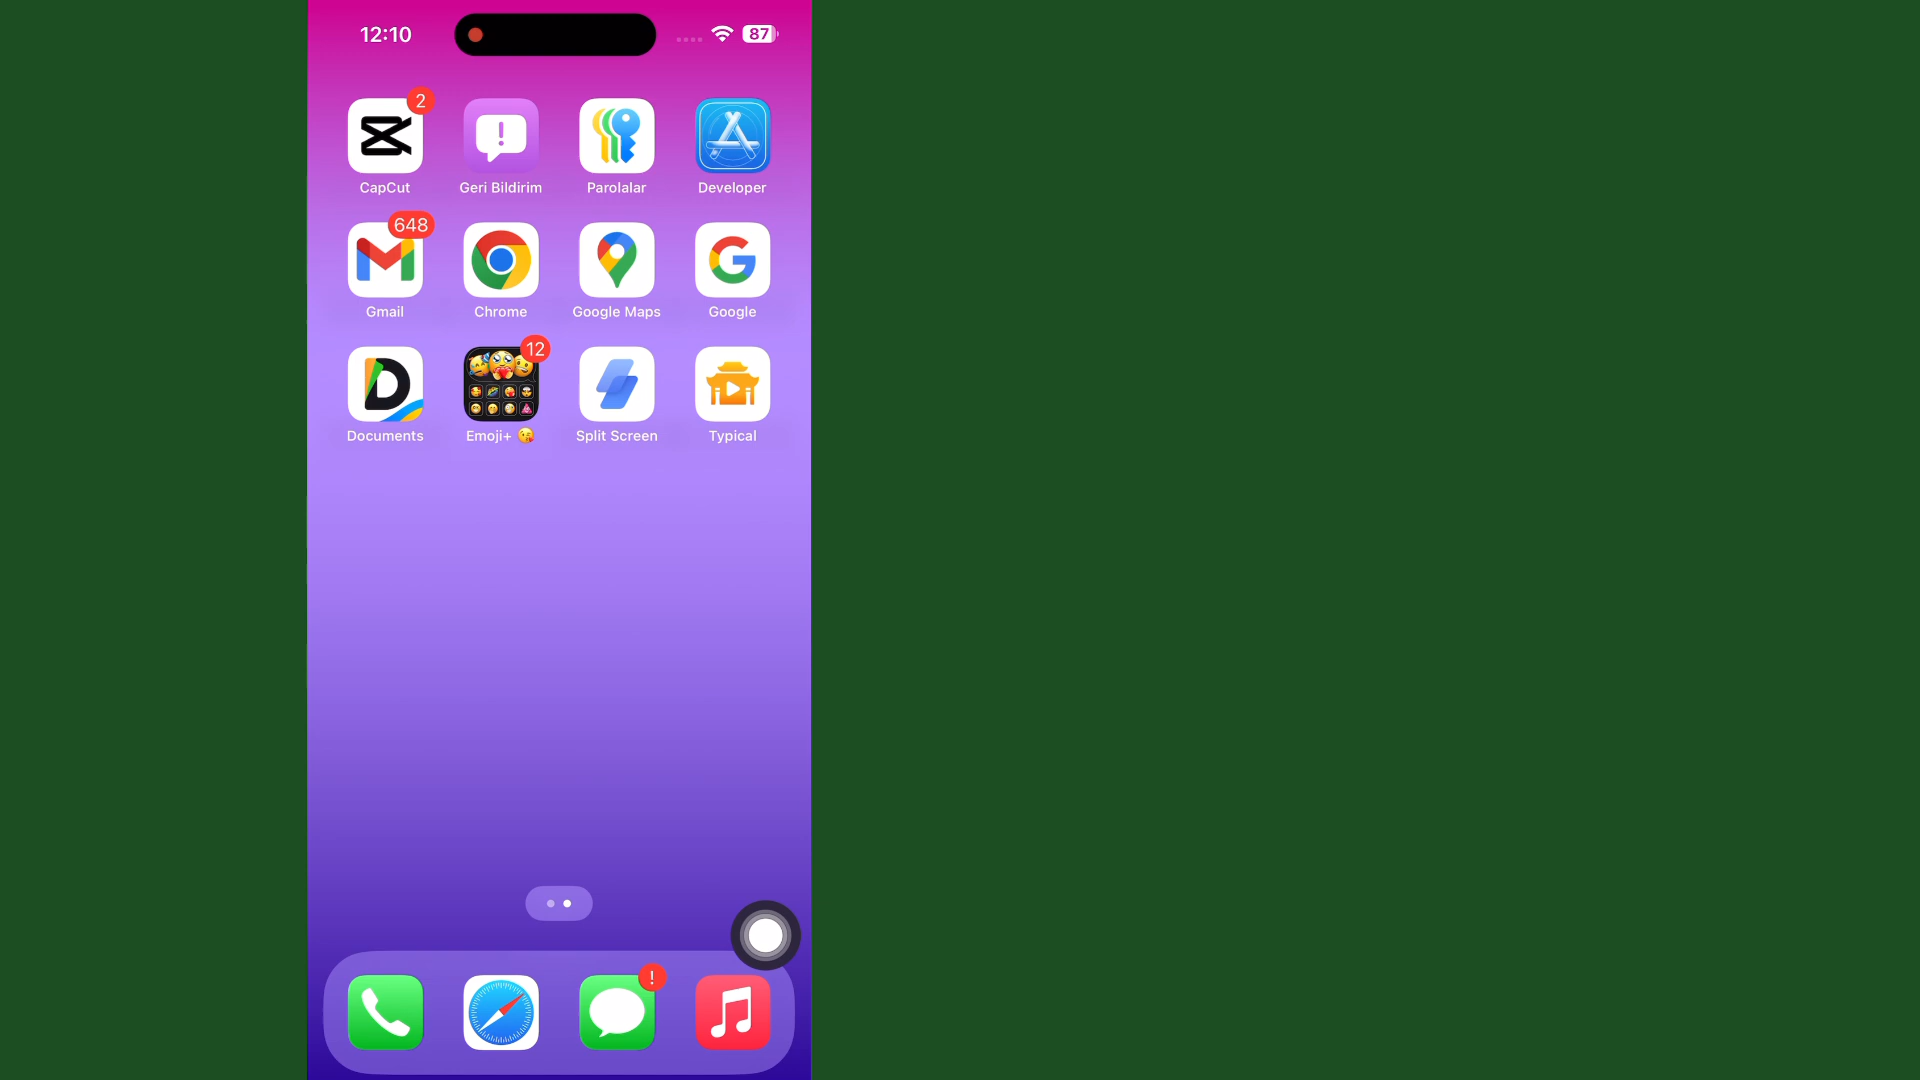 12:10
87
2
CapCut
Geri Bildirim
Parolalar
Developer
648
Gmail
Chrome
Google Maps
Google
12
Documents
Emoji+ 😘
Split Screen
Typical
!